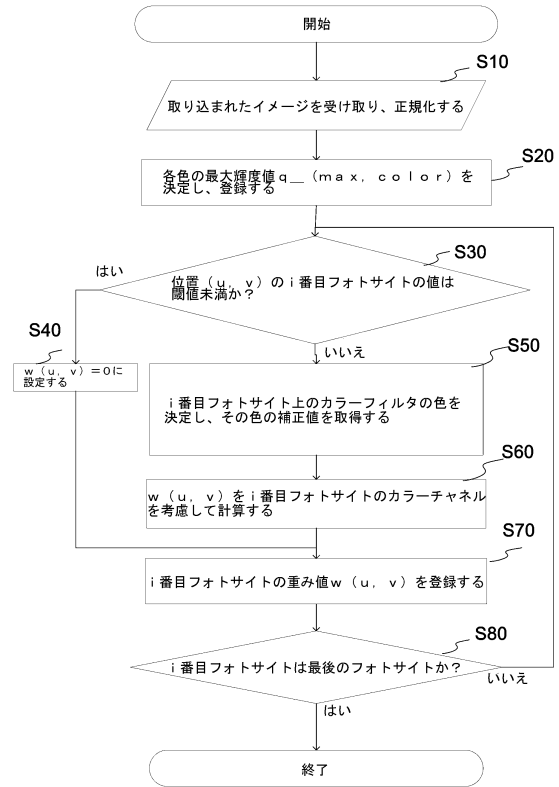 開始
S10
取り込まれたイメージを受け取り、正規化する
S20
各色の最大輝度値ｑ＿（ｍａｘ，ｃｏｌｏｒ）を
決定し、登録する
S30
はい
位置（ｕ，ｖ）のｉ番目フォトサイトの値は
閾値未満か？
S40
いいえ
S50
ｗ（ｕ，ｖ）＝０に
設定する
ｉ番目フォトサイト上のカラーフィルタの色を
決定し、その色の補正値を取得する
S60
ｗ（ｕ，ｖ）をｉ番目フォトサイトのカラーチャネル
を考慮して計算する
S70
ｉ番目フォトサイトの重み値ｗ（ｕ，ｖ）を登録する
S80
ｉ番目フォトサイトは最後のフォトサイトか？
いいえ
はい
終了